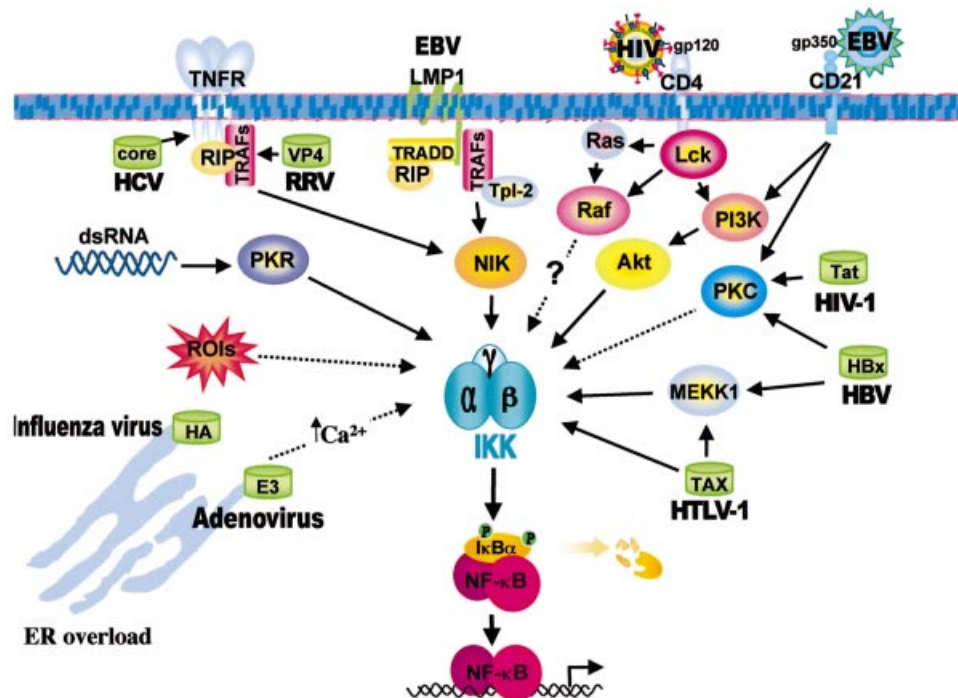 EBV
HIV
gp120
gp350
EBV
TNFR
LMP1
CD4
CD21
core
HCV
RIP
TRAFs
VP4
RRV
TRADD
RIP
TRAFs
Tpl-2
Ras
Lck
Raf
PI3K
dsRNA
PKR
NIK
?
Akt
PKC
Tat
HIV-1
ROIs
γ
α
β
IKK
MEKK1
HBx
HBV
Influenza virus
HA
↑Ca²⁺
E3
Adenovirus
TAX
HTLV-1
P
P
IκBα
NF-κB
ER overload
NF-κB